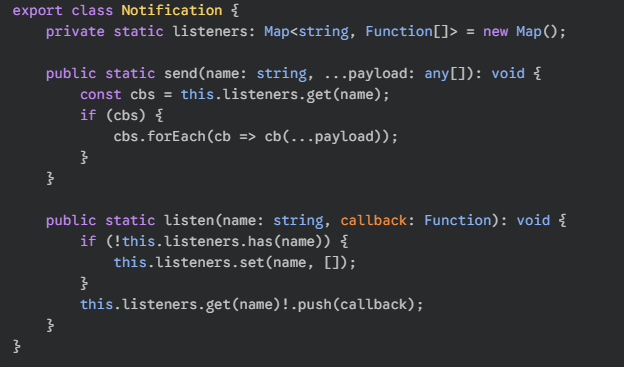 export class Notification {
    private static listeners: Map<string, Function[]> = new Map();

    public static send(name: string, ...payload: any[]): void {
        const cbs = this.listeners.get(name);
        if (cbs) {
            cbs.forEach(cb => cb(...payload));
        }
    }

    public static listen(name: string, callback: Function): void {
        if (!this.listeners.has(name)) {
            this.listeners.set(name, []);
        }
        this.listeners.get(name)!.push(callback);
    }
}